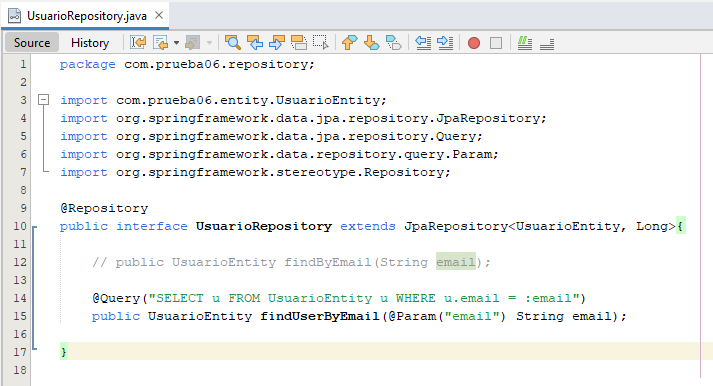 UsuarioRepository.java
Source History
1 package com.prueba06.repository;
2
3 import com.prueba06.entity.UsuarioEntity;
4 import org.springframework.data.jpa.repository.JpaRepository;
5 import org.springframework.data.jpa.repository.Query;
6 import org.springframework.data.repository.query.Param;
7 import org.springframework.stereotype.Repository;
8
9 @Repository
10 public interface UsuarioRepository extends JpaRepository<UsuarioEntity, Long>{
11
12 // public UsuarioEntity findByEmail(String email);
13
14 @Query("SELECT u FROM UsuarioEntity u WHERE u.email = :email")
15 public UsuarioEntity findUserByEmail(@Param("email") String email);
16
17 }
18